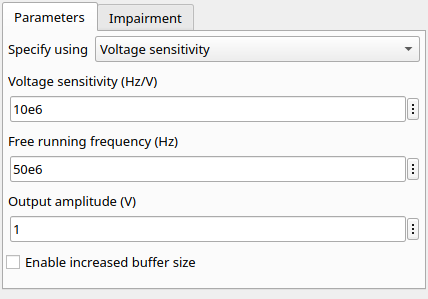 Parameters Impairment
Specify using Voltage sensitivity
Voltage sensitivity (Hz/V)
10e6
Free running frequency (Hz)
50e6
Output amplitude (V)
1
Enable increased buffer size